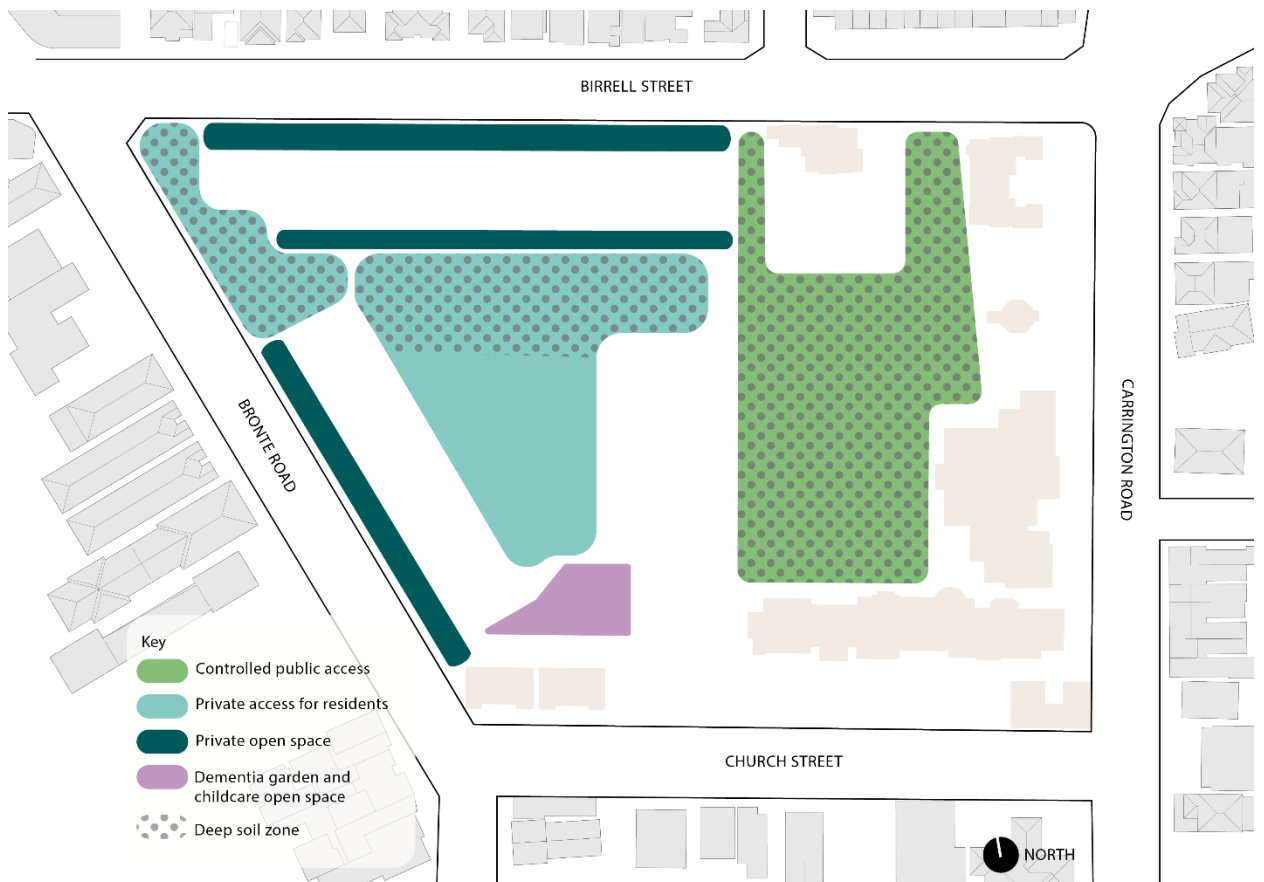 BIRRELL STREET
BRONTE ROAD
CARRINGTON ROAD
Key
Controlled public access
Private access for residents
Private open space
Dementia garden and
childcare open space
Deep soil zone
CHURCH STREET
NORTH